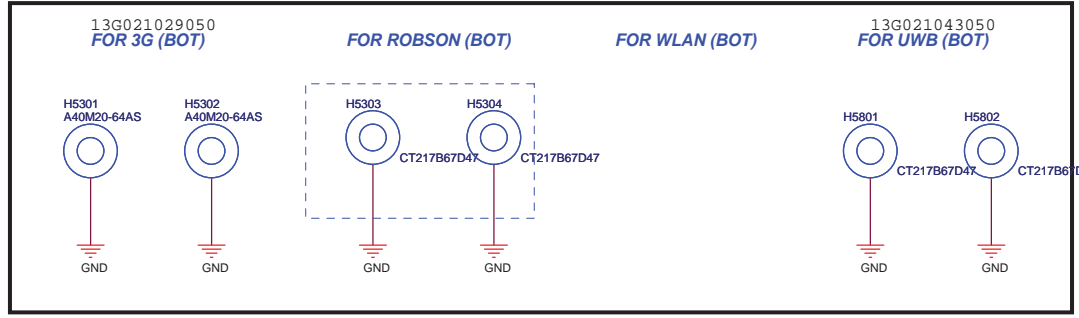 13G021029050
FOR 3G (BOT)
FOR ROBSON (BOT)
FOR WLAN (BOT)
13G021043050
FOR UWB (BOT)
H5301
A40M20-64AS
H5302
A40M20-64AS
H5303
CT217B67D47
H5304
CT217B67D47
H5801
CT217B67D47
H5802
CT217B67D
GND
GND
GND
GND
GND
GND